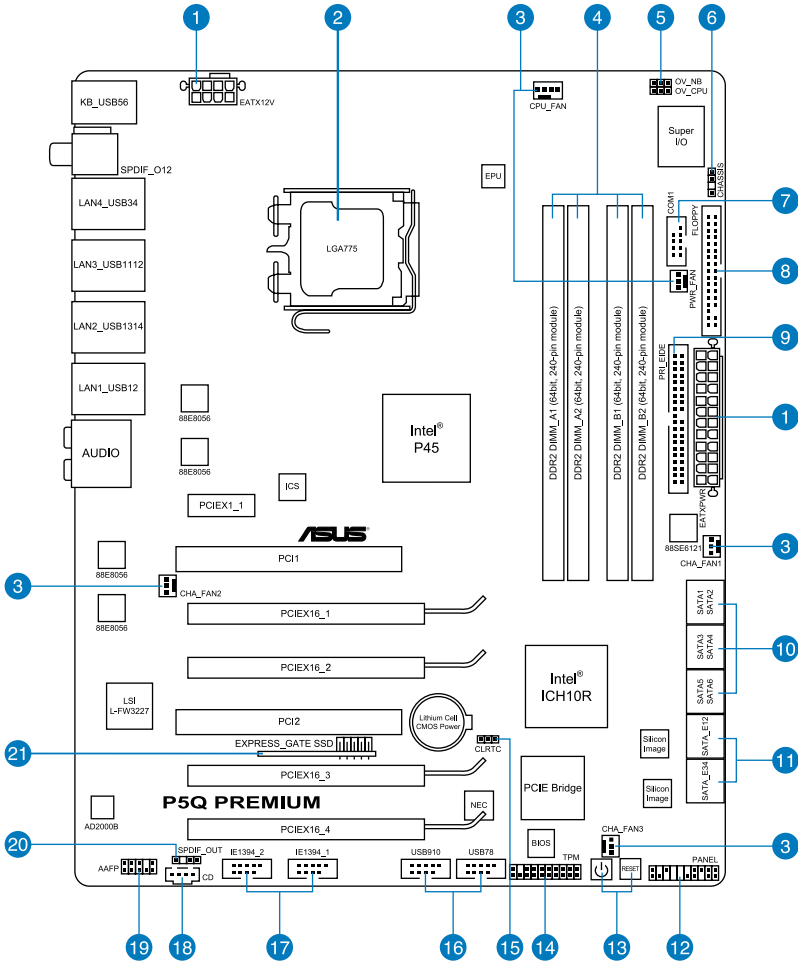 1
2
3
4
5
6
KB_USB56
EATX12V
CPU_FAN
OV_NB
OV_CPU
Super
I/O
SPDIF_O12
EPU
CHASSIS
7
LAN4_USB34
COM1
FLOPPY
LGA775
8
LAN3_USB1112
PWR_FAN
LAN2_USB1314
9
PRI_EIDE
DDR2 DIMM_A1 (64bit, 240-pin module)
DDR2 DIMM_A2 (64bit, 240-pin module)
DDR2 DIMM_B1 (64bit, 240-pin module)
DDR2 DIMM_B2 (64bit, 240-pin module)
LAN1_USB12
88E8056
1
AUDIO
Intel®
P45
88E8056
ICS
PCIEX1_1
EATXPWR
ASUS
88SE6121
3
CHA_FAN1
PCI1
88E8056
3
CHA_FAN2
SATA1
SATA2
PCIEX16_1
88E8056
SATA3
SATA4
10
PCIEX16_2
Intel®
ICH10R
SATA5
SATA6
LSI
L-FW3227
PCI2
Lithium Cell
CMOS Power
EXPRESS_GATE SSD
CLRTC
Silicon
Image
SATA_E12
21
11
PCIEX16_3
SATA_E34
P5Q PREMIUM
NEC
PCIE Bridge
Silicon
Image
AD2000B
PCIEX16_4
CHA_FAN3
20
SPDIF_OUT
IE1394_2
IE1394_1
USB910
USB78
BIOS
TPM
3
AAFP
CD
RESET
PANEL
19
18
17
16
15
14
13
12